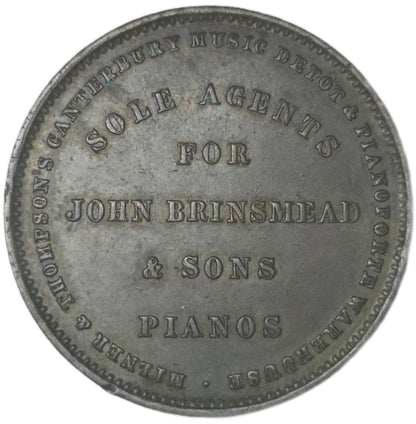 MILNER & THOMPSON'S CANTERBURY MUSIC DEPOT & PIANOFORTE WAREHOUSE ·
SOLE AGENTS
FOR
JOHN BRINSMEAD
& SONS
PIANOS